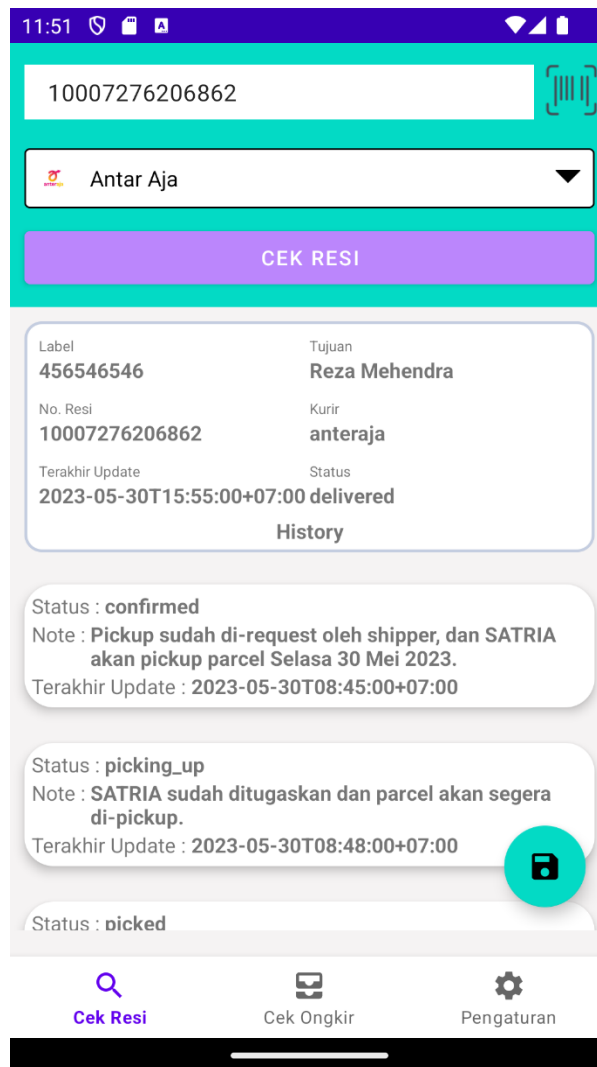 11:51
10007276206862
Antar Aja
CEK RESI
Label
Tujuan
456546546
Reza Mehendra
No. Resi
Kurir
10007276206862
anteraja
Terakhir Update
Status
2023-05-30T15:55:00+07:00 delivered
History
Status : confirmed
Note : Pickup sudah di-request oleh shipper, dan SATRIA
akan pickup parcel Selasa 30 Mei 2023.
Terakhir Update : 2023-05-30T08:45:00+07:00
Status : picking_up
Note : SATRIA sudah ditugaskan dan parcel akan segera
di-pickup.
Terakhir Update : 2023-05-30T08:48:00+07:00
Status : picked
Cek Resi
Cek Ongkir
Pengaturan